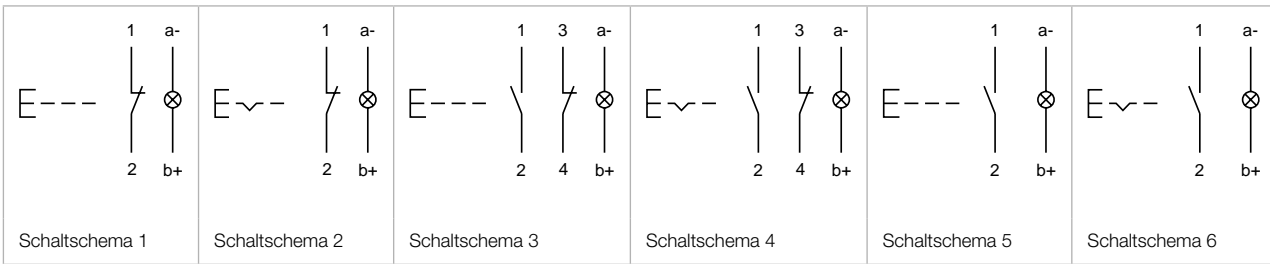 1 a- 1 a- 1 3 a- 1 3 a- 1 a- 1 a-
2 b+ 2 b+ 2 4 b+ 2 4 b+ 2 b+ 2 b+
Schaltschema 1 Schaltschema 2 Schaltschema 3 Schaltschema 4 Schaltschema 5 Schaltschema 6